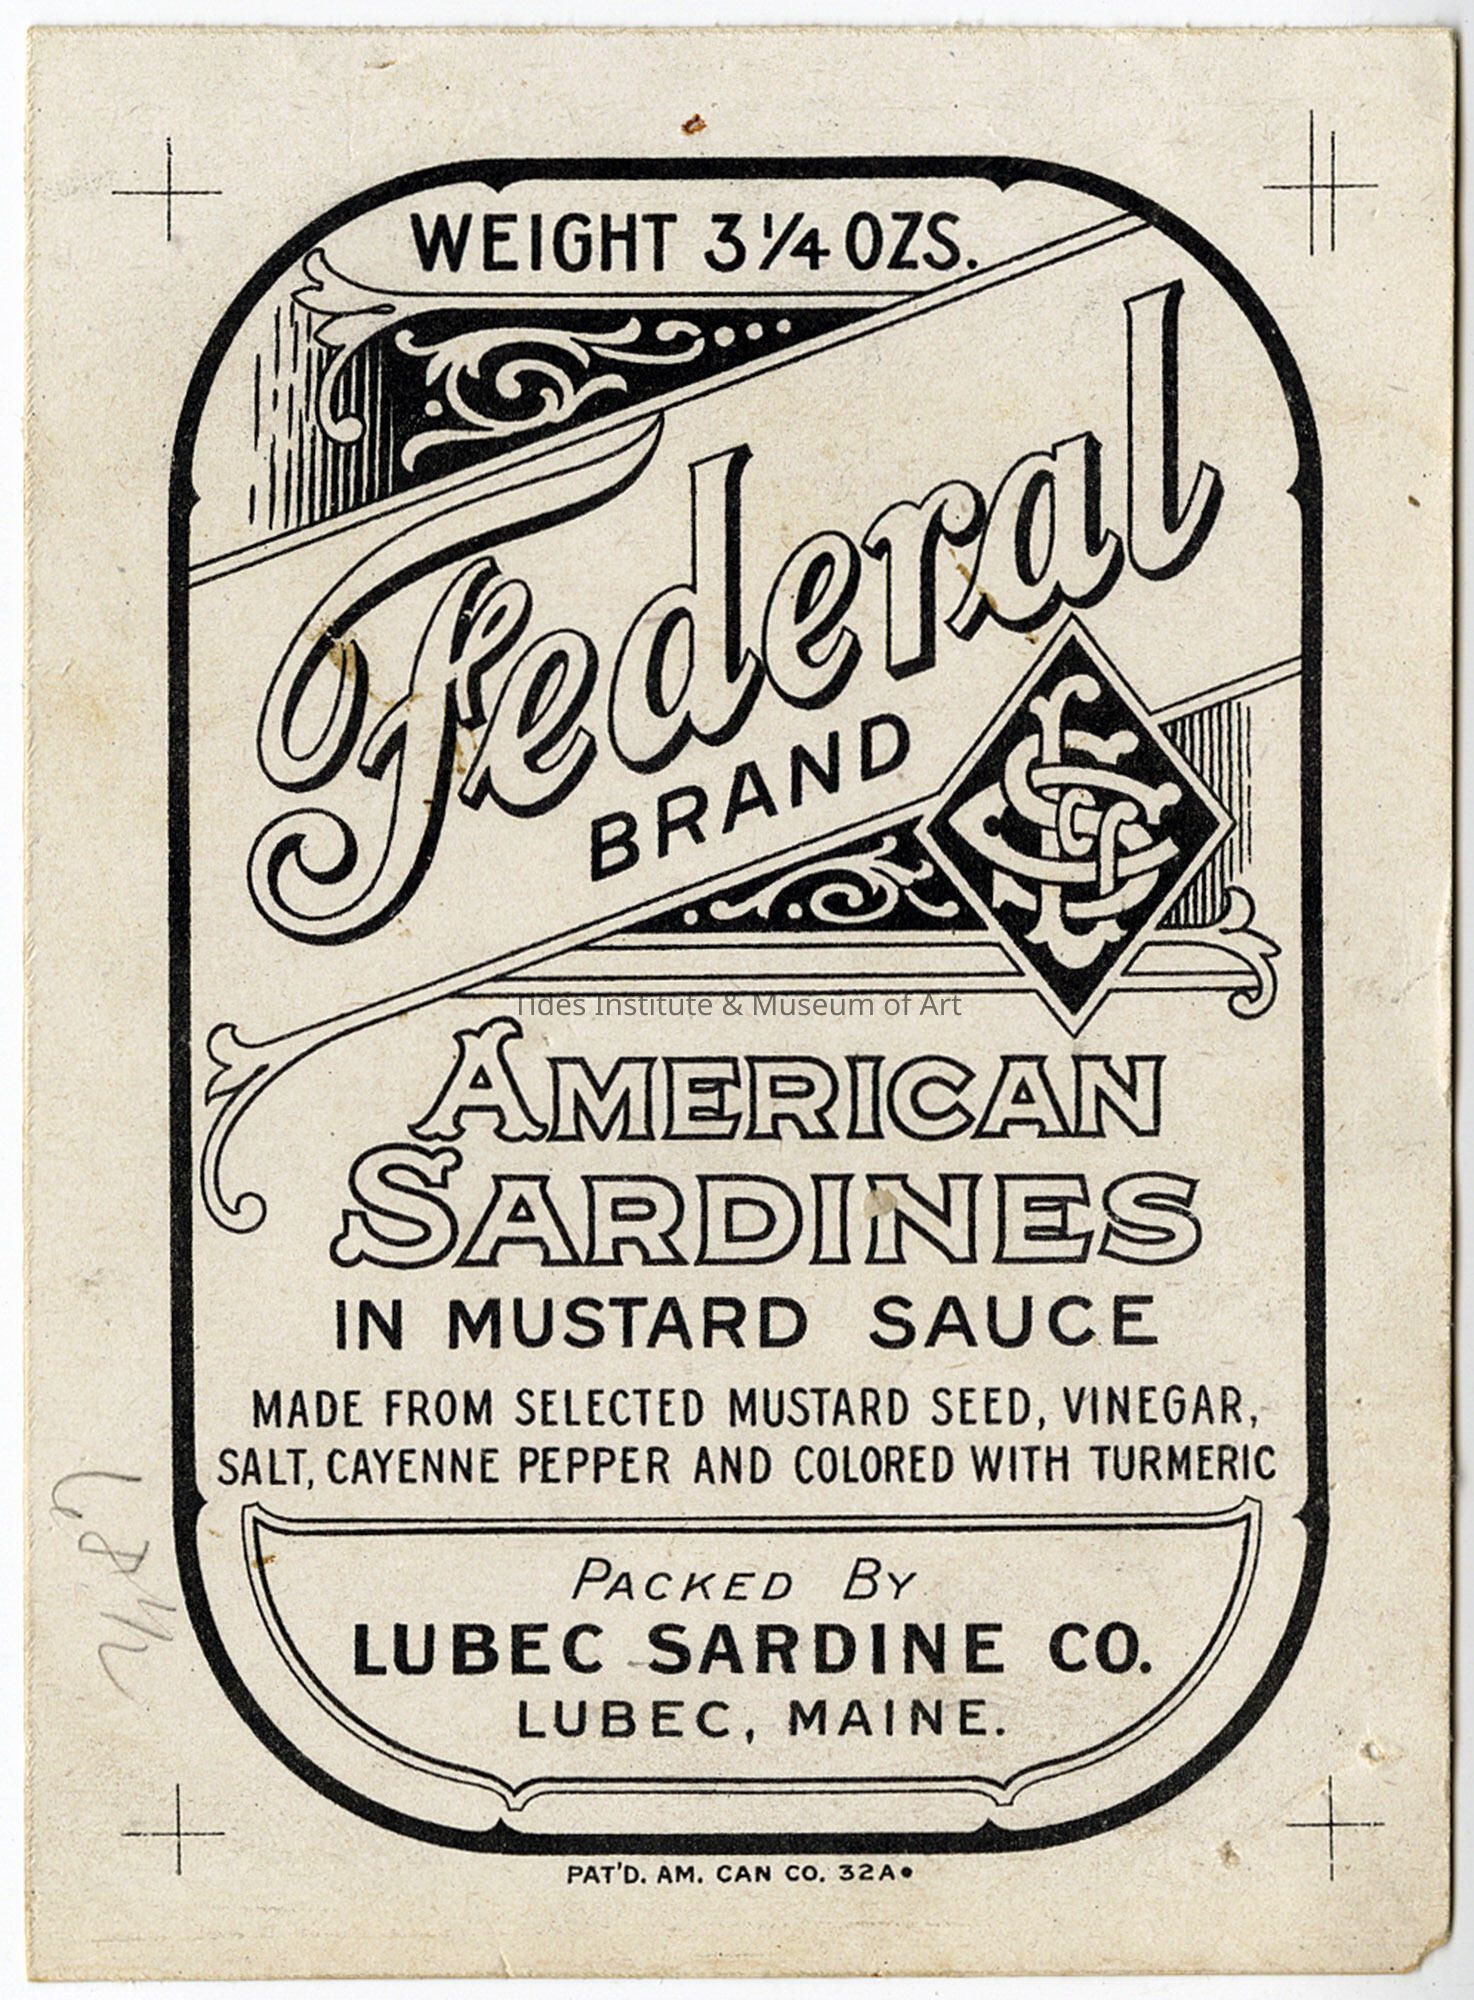 WEIGHT 3 1/4 OZS.
Federal
BRAND
Tides Institute & Museum of Art
AMERICAN
SARDINES
IN MUSTARD SAUCE
MADE FROM SELECTED MUSTARD SEED, VINEGAR,
SALT, CAYENNE PEPPER AND COLORED WITH TURMERIC
PACKED BY
LUBEC SARDINE CO.
LUBEC, MAINE.
PAT'D. AM. CAN CO. 32A•